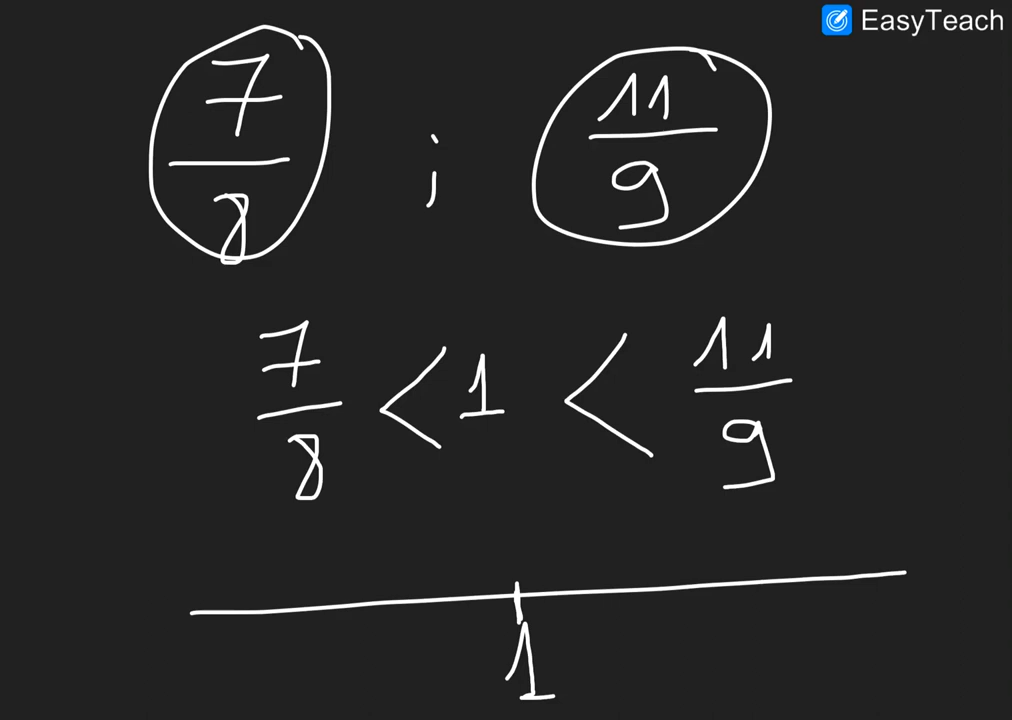 EasyTeach
7/8 ; 11/9
7/8 < 1 < 11/9
1